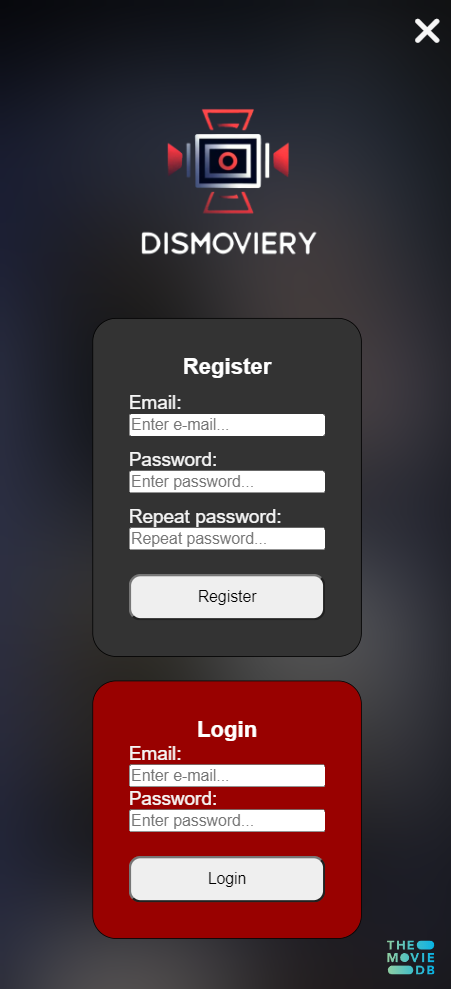 DISMOVIERY
Register
Email:
Enter e-mail...
Password:
Enter password...
Repeat password:
Repeat password...
Register
Login
Email:
Enter e-mail...
Password:
Enter password...
Login
THE
MOVIE
DB